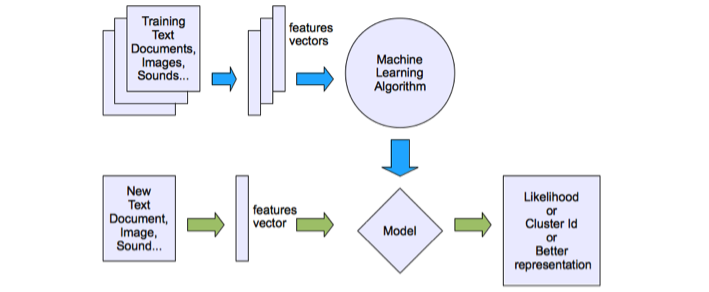 Training
Text
Documents,
Images,
Sounds...
features
vectors
Machine
Learning
Algorithm
New
Text
Document,
Image,
Sound...
features
vector
Model
Likelihood
or
Cluster Id
or
Better
representation